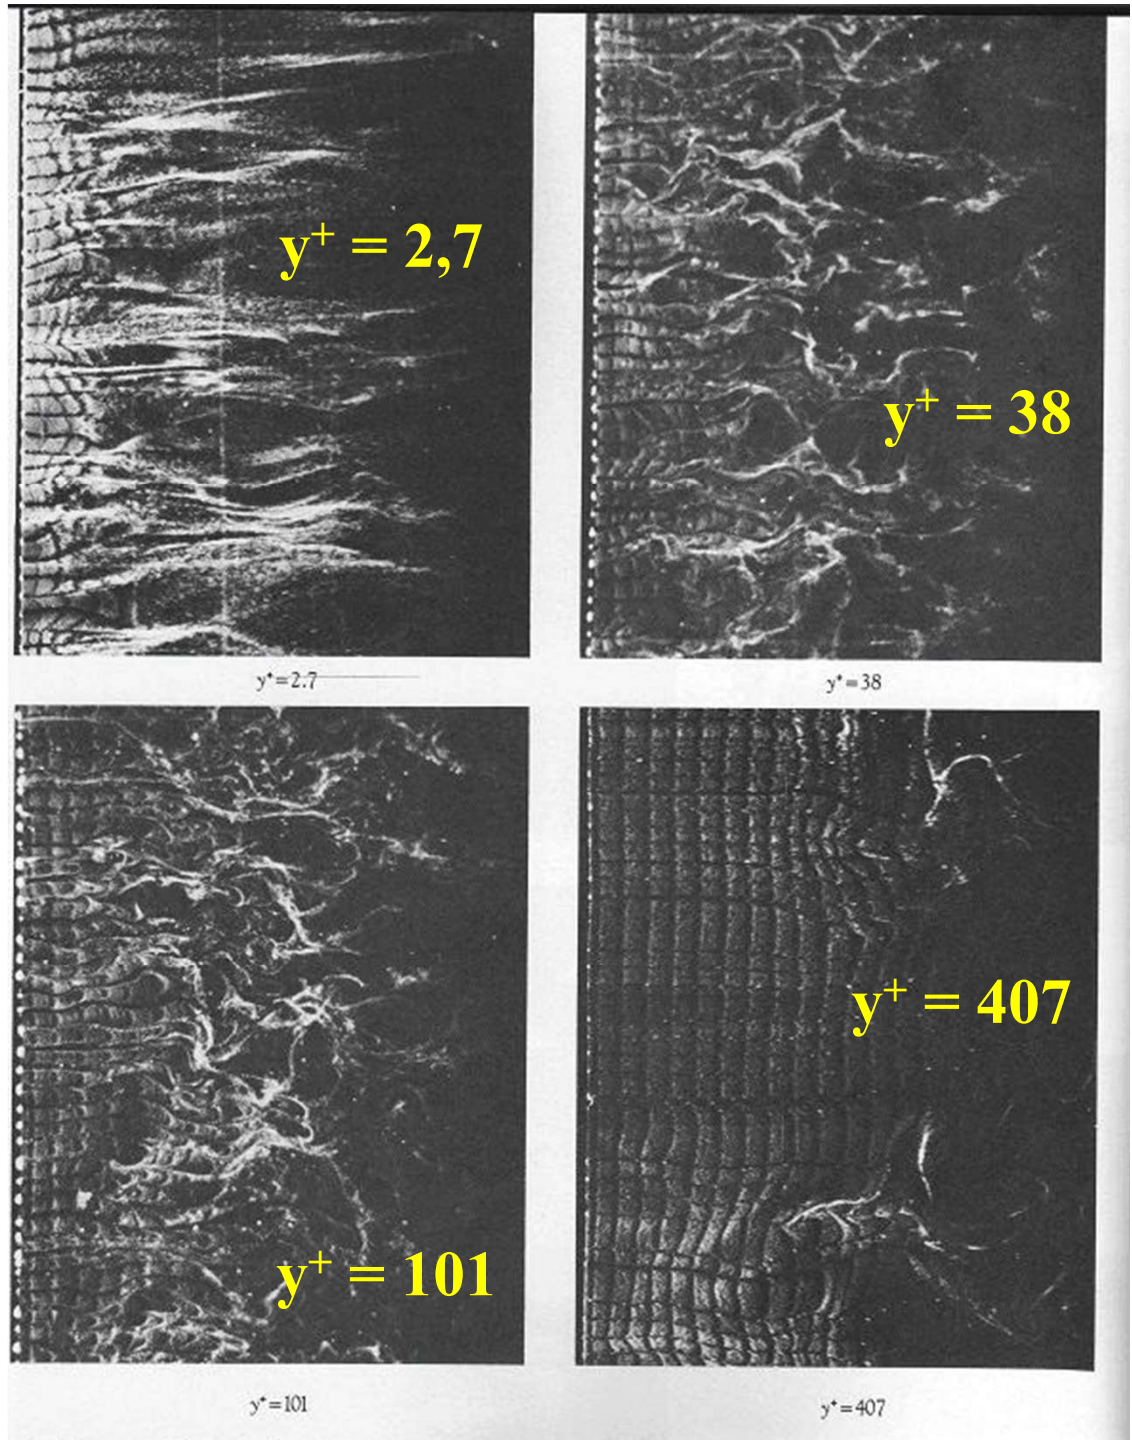 y⁺ = 2,7
y⁺ = 38
y⁺=2.7
y⁺=38
y⁺ = 407
y⁺ = 101
y⁺=101
y⁺=407